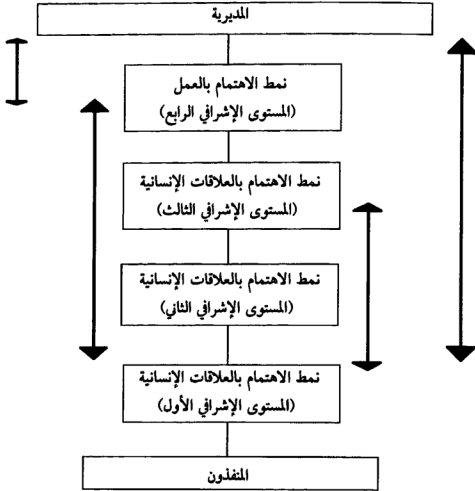 المديرية
نمط الاهتمام بالعمل
(المستوى الإشرافي الرابع)
نمط الاهتمام بالعلاقات الإنسانية
(المستوى الإشرافي الثالث)
نمط الاهتمام بالعلاقات الإنسانية
(المستوى الإشرافي الثاني)
نمط الاهتمام بالعلاقات الإنسانية
(المستوى الإشرافي الأول)
المنفذون